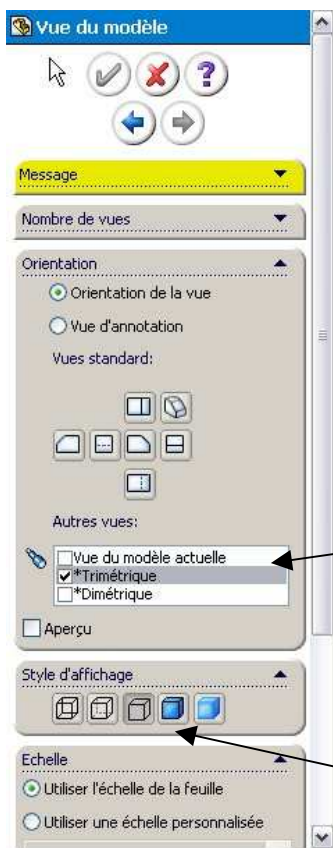 Vue du modèle
?
Message
Nombre de vues
Orientation
Orientation de la vue
Vue d'annotation
Vues standard:
Autres vues:
Vue du modèle actuelle
*Trimétrique
*Dimétrique
Aperçu
Style d'affichage
Echelle
Utiliser l'échelle de la feuille
Utiliser une échelle personnalisée